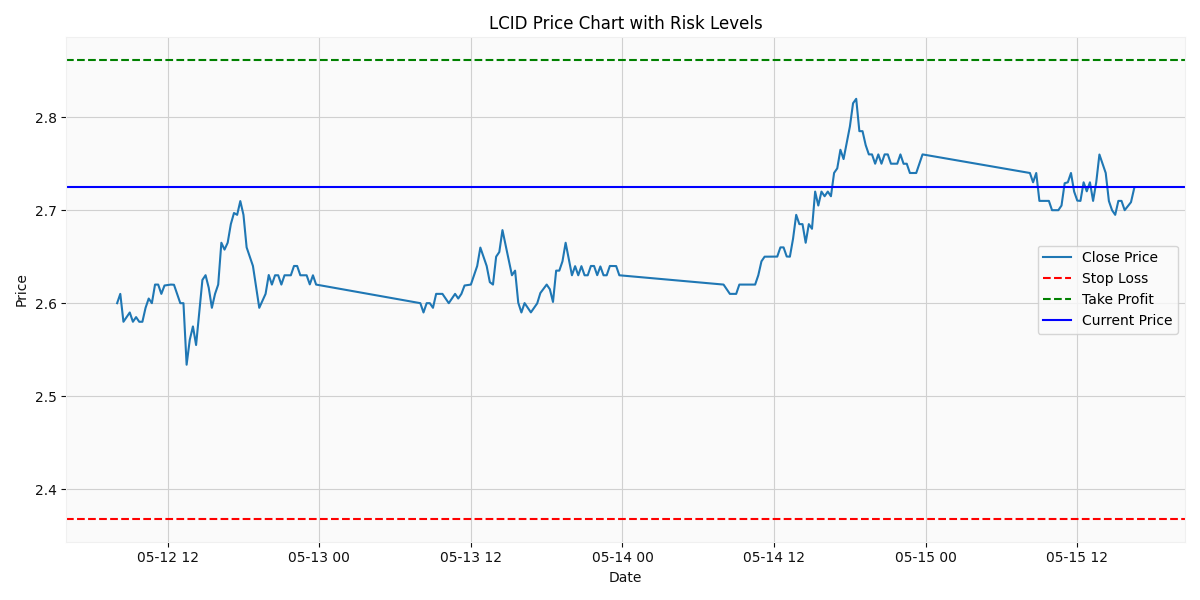 LCID Price Chart with Risk Levels
Price
2.8
2.7
2.6
2.5
2.4
Close Price
Stop Loss
Take Profit
Current Price
05-12 12
05-13 00
05-13 12
05-14 00
05-14 12
05-15 00
05-15 12
Date